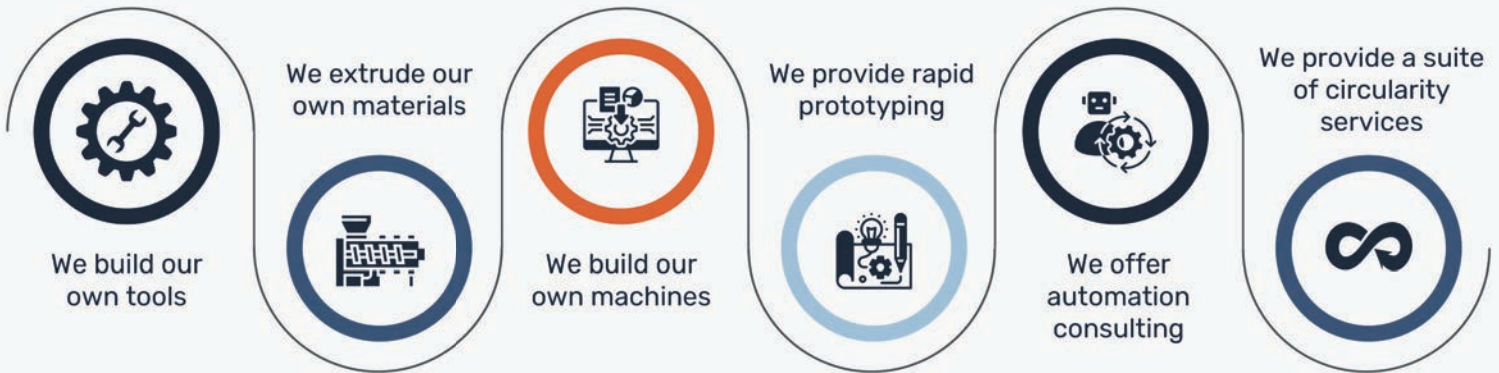 We build our
own tools
We extrude our
own materials
We build our
own machines
We provide rapid
prototyping
We offer
automation
consulting
We provide a suite
of circularity
services